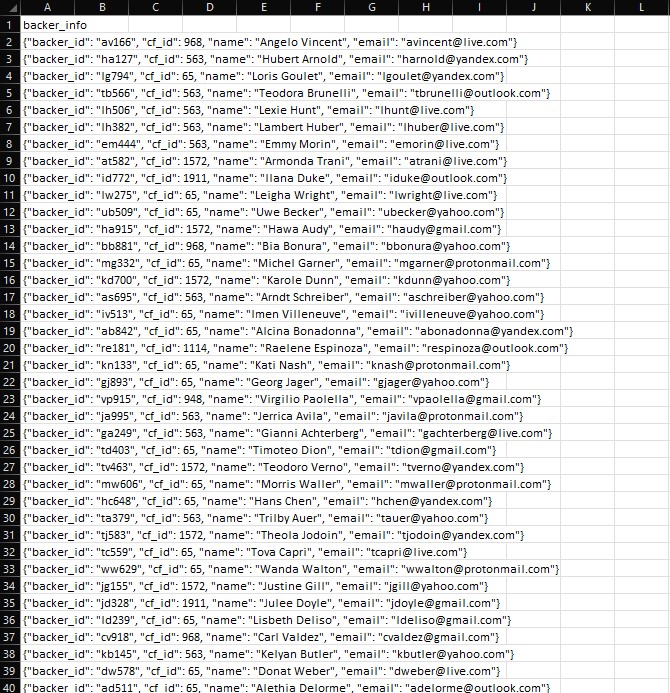 A B C D E F G H I J K L
1 backer_info
2 {"backer_id": "av166", "cf_id": 968, "name": "Angelo Vincent", "email": "avincent@live.com"}
3 {"backer_id": "ha127", "cf_id": 563, "name": "Hubert Arnold", "email": "harnold@yandex.com"}
4 {"backer_id": "lg794", "cf_id": 65, "name": "Loris Goulet", "email": "lgoulet@yandex.com"}
5 {"backer_id": "tb566", "cf_id": 563, "name": "Teodora Brunelli", "email": "tbrunelli@outlook.com"}
6 {"backer_id": "lh506", "cf_id": 563, "name": "Lexie Hunt", "email": "lhunt@live.com"}
7 {"backer_id": "lh382", "cf_id": 563, "name": "Lambert Huber", "email": "lhuber@live.com"}
8 {"backer_id": "em444", "cf_id": 563, "name": "Emmy Morin", "email": "emorin@live.com"}
9 {"backer_id": "at582", "cf_id": 1572, "name": "Armonda Trani", "email": "atrani@live.com"}
10 {"backer_id": "id772", "cf_id": 1911, "name": "Ilana Duke", "email": "iduke@outlook.com"}
11 {"backer_id": "lw275", "cf_id": 65, "name": "Leigha Wright", "email": "lwright@live.com"}
12 {"backer_id": "ub509", "cf_id": 65, "name": "Uwe Becker", "email": "ubecker@yahoo.com"}
13 {"backer_id": "ha915", "cf_id": 1572, "name": "Hawa Audy", "email": "haudy@gmail.com"}
14 {"backer_id": "bb881", "cf_id": 968, "name": "Bia Bonura", "email": "bbonura@yahoo.com"}
15 {"backer_id": "mg332", "cf_id": 65, "name": "Michel Garner", "email": "mgarner@protonmail.com"}
16 {"backer_id": "kd700", "cf_id": 1572, "name": "Karole Dunn", "email": "kdunn@yahoo.com"}
17 {"backer_id": "as695", "cf_id": 563, "name": "Arndt Schreiber", "email": "aschreiber@yahoo.com"}
18 {"backer_id": "iv513", "cf_id": 65, "name": "Imen Villeneuve", "email": "ivilleneuve@yahoo.com"}
19 {"backer_id": "ab842", "cf_id": 65, "name": "Alcina Bonadonna", "email": "abonadonna@yandex.com"}
20 {"backer_id": "re181", "cf_id": 1114, "name": "Raelene Espinoza", "email": "respinoza@outlook.com"}
21 {"backer_id": "kn133", "cf_id": 65, "name": "Kati Nash", "email": "knash@protonmail.com"}
22 {"backer_id": "gj893", "cf_id": 65, "name": "Georg Jager", "email": "gjager@yahoo.com"}
23 {"backer_id": "vp915", "cf_id": 948, "name": "Virgilio Paolella", "email": "vpaolella@gmail.com"}
24 {"backer_id": "ja995", "cf_id": 563, "name": "Jerrica Avila", "email": "javila@protonmail.com"}
25 {"backer_id": "ga249", "cf_id": 563, "name": "Gianni Achterberg", "email": "gachterberg@live.com"}
26 {"backer_id": "td403", "cf_id": 65, "name": "Timoteo Dion", "email": "tdion@gmail.com"}
27 {"backer_id": "tv463", "cf_id": 1572, "name": "Teodoro Verno", "email": "tverno@yandex.com"}
28 {"backer_id": "mw606", "cf_id": 65, "name": "Morris Waller", "email": "mwaller@protonmail.com"}
29 {"backer_id": "hc648", "cf_id": 65, "name": "Hans Chen", "email": "hchen@yandex.com"}
30 {"backer_id": "ta379", "cf_id": 563, "name": "Trilby Auer", "email": "tauer@yahoo.com"}
31 {"backer_id": "tj583", "cf_id": 1572, "name": "Theola Jodoin", "email": "tjodoin@yandex.com"}
32 {"backer_id": "tc559", "cf_id": 65, "name": "Tova Capri", "email": "tcapri@live.com"}
33 {"backer_id": "ww629", "cf_id": 65, "name": "Wanda Walton", "email": "wwalton@protonmail.com"}
34 {"backer_id": "jg155", "cf_id": 1572, "name": "Justine Gill", "email": "jgill@yahoo.com"}
35 {"backer_id": "jd328", "cf_id": 1911, "name": "Julee Doyle", "email": "jdoyle@gmail.com"}
36 {"backer_id": "ld239", "cf_id": 65, "name": "Lisbeth Deliso", "email": "ldeliso@gmail.com"}
37 {"backer_id": "cv918", "cf_id": 968, "name": "Carl Valdez", "email": "cvaldez@gmail.com"}
38 {"backer_id": "kb145", "cf_id": 563, "name": "Kelyan Butler", "email": "kbutler@yahoo.com"}
39 {"backer_id": "dw578", "cf_id": 65, "name": "Donat Weber", "email": "dweber@live.com"}
40 {"backer_id": "ad511", "cf_id": 65, "name": "Alethia Delorme", "email": "adelorme@outlook.com"}